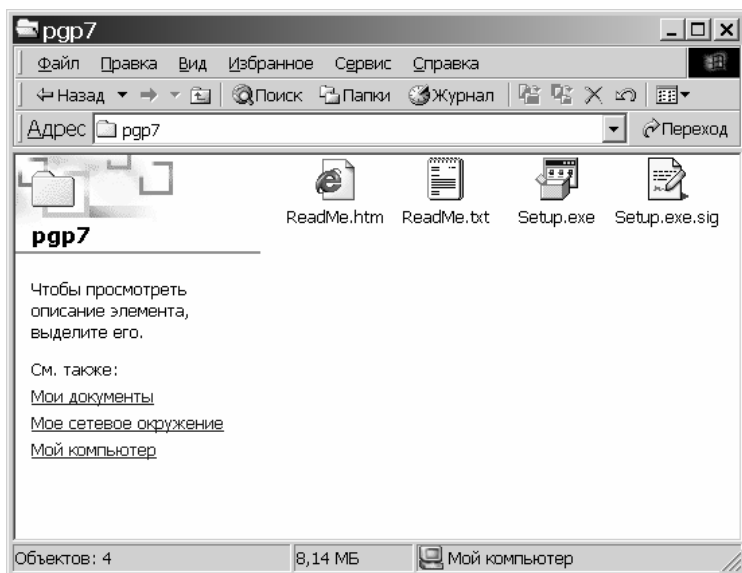 pgp7
Файл Правка Вид Избранное Сервис Справка
Назад Поиск Папки Журнал
Адрес pgp7 Переход
ReadMe.htm ReadMe.txt Setup.exe Setup.exe.sig
pgp7
Чтобы просмотреть
описание элемента,
выделите его.
См. также:
Мои документы
Мое сетевое окружение
Мой компьютер
Объектов: 4 8,14 МБ Мой компьютер